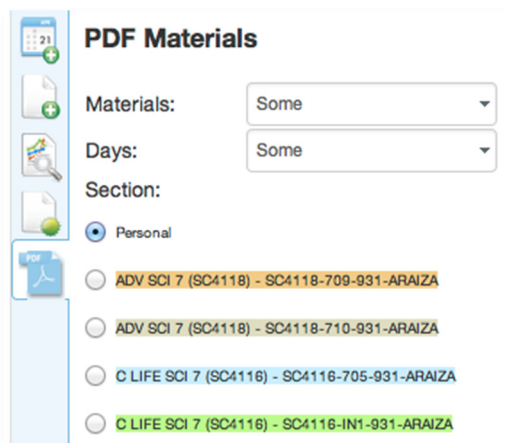 21
PDF Materials
Materials: Some
Days: Some
Section:
Personal
PDF
ADV SCI 7 (SC4118) - SC4118-709-931-ARAIZA
ADV SCI 7 (SC4118) - SC4118-710-931-ARAIZA
C LIFE SCI 7 (SC4116) - SC4116-705-931-ARAIZA
C LIFE SCI 7 (SC4116) - SC4116-IN1-931-ARAIZA